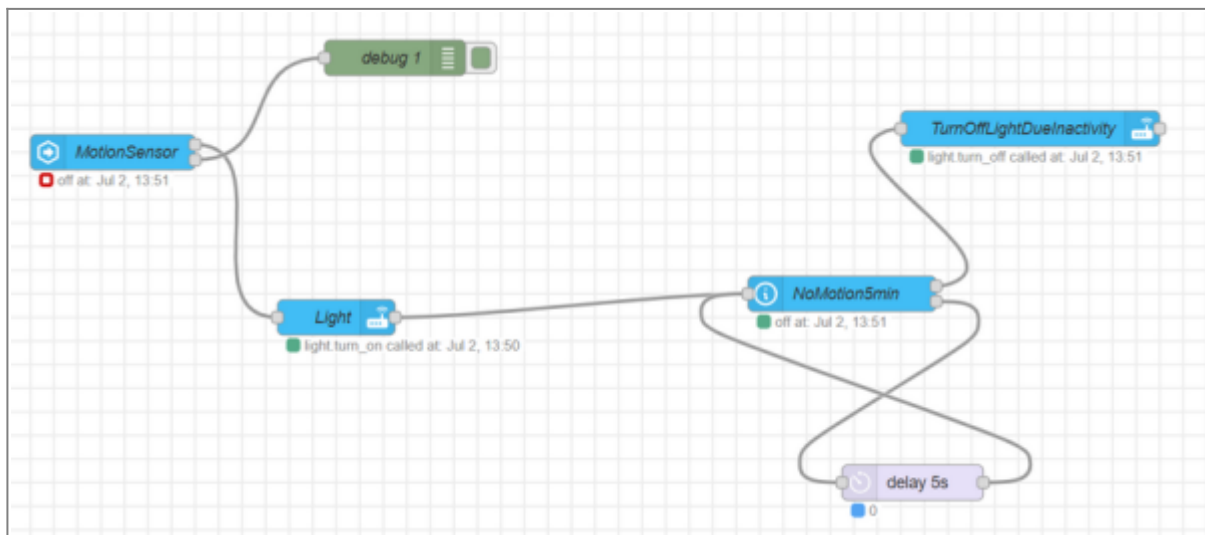 debug 1
MotionSensor
off at: Jul 2, 13:51
TurnOffLightDueInactivity
light.turn_off called at: Jul 2, 13:51
Light
light.turn_on called at: Jul 2, 13:50
NoMotion5min
off at: Jul 2, 13:51
delay 5s
0